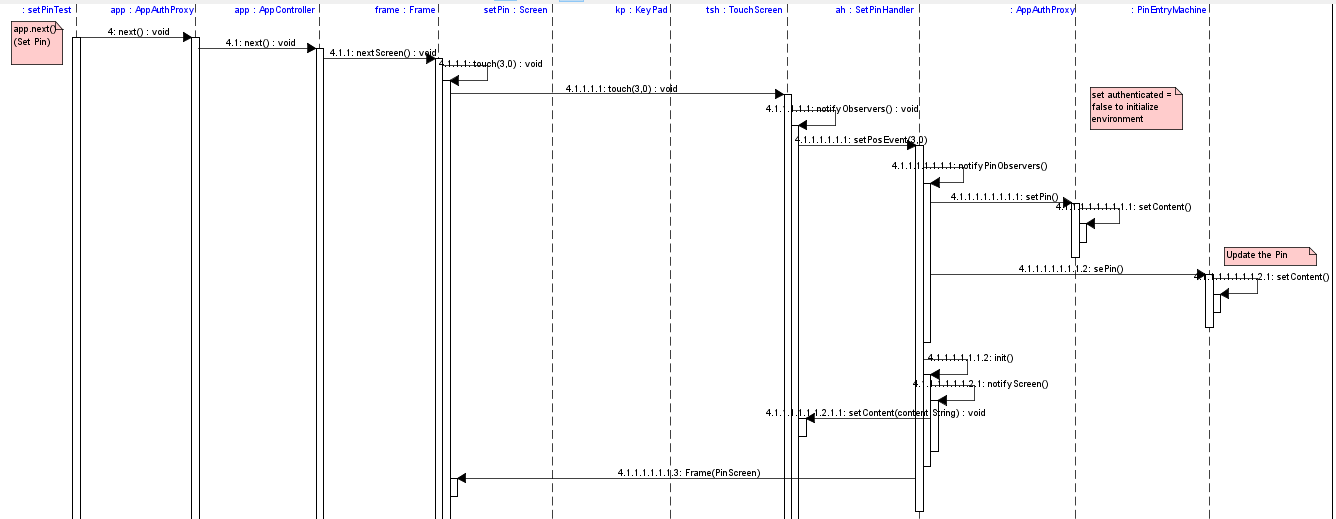 : setPinTest
app : AppAuthProxy
app : AppController
frame : Frame
setPin : Screen
kp : KeyPad
tsh : TouchScreen
ah : SetPinHandler
: AppAuthProxy
: PinEntryMachine
app.next()
(Set Pin)
4: next() : void
4.1: next() : void
4.1.1: nextScreen() : void
4.1.1.1: touch(3,0) : void
4.1.1.1.1: touch(3,0) : void
set authenticated =
false to initialize
environment
4.1.1.1.1.1: notifyObservers() : void
4.1.1.1.1.1.1: setPosEvent(3,0)
4.1.1.1.1.1.1.1: notifyPinObservers()
4.1.1.1.1.1.1.1.1: setPin()
4.1.1.1.1.1.1.1.1.1: setContent()
Update the Pin
4.1.1.1.1.1.1.1.2: sePin()
4.1.1.1.1.1.1.1.2.1: setContent()
4.1.1.1.1.1.1.2: init()
4.1.1.1.1.1.1.2.1: notifyScreen()
4.1.1.1.1.1.1.2.1.1: setContent(content String) : void
4.1.1.1.1.1.1.3: Frame(PinScreen)